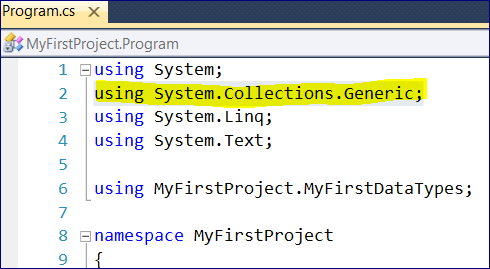 Program.cs ×
MyFirstProject.Program
1 using System;
2 using System.Collections.Generic;
3 using System.Linq;
4 using System.Text;
5
6 using MyFirstProject.MyFirstDataTypes;
7
8 namespace MyFirstProject
9 {